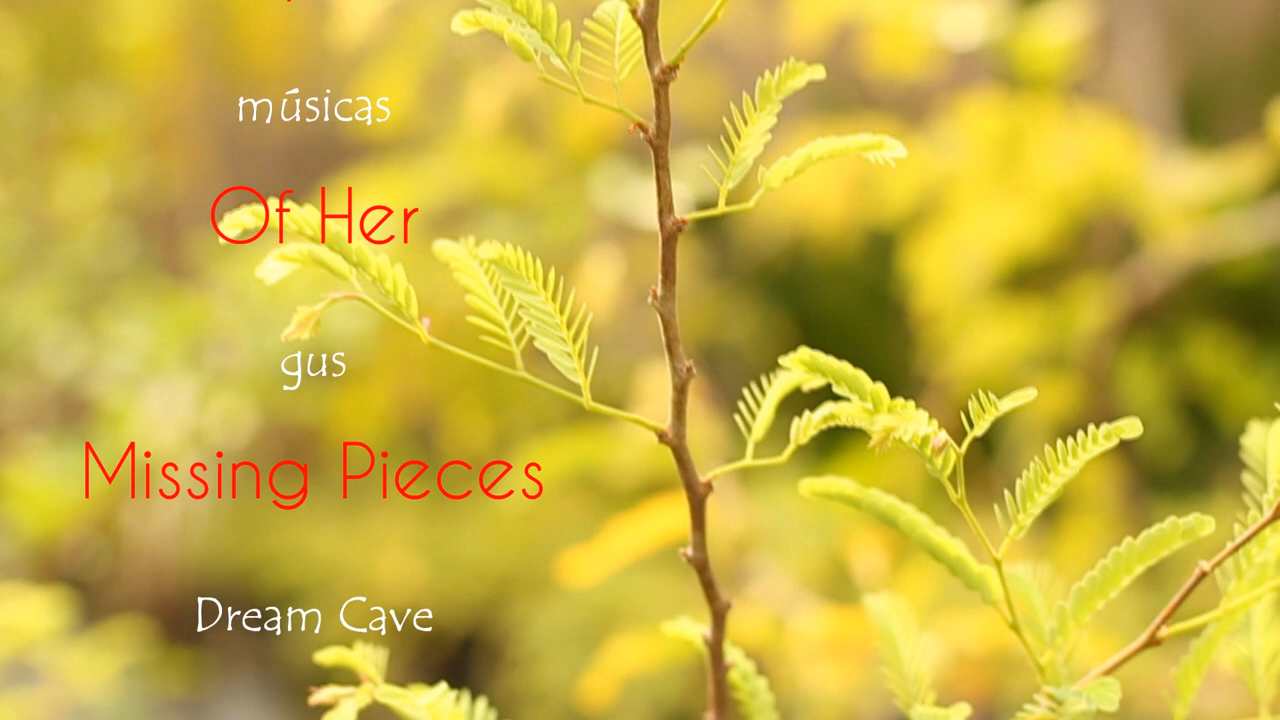 músicas
Of Her
gus
Missing Pieces
Dream Cave